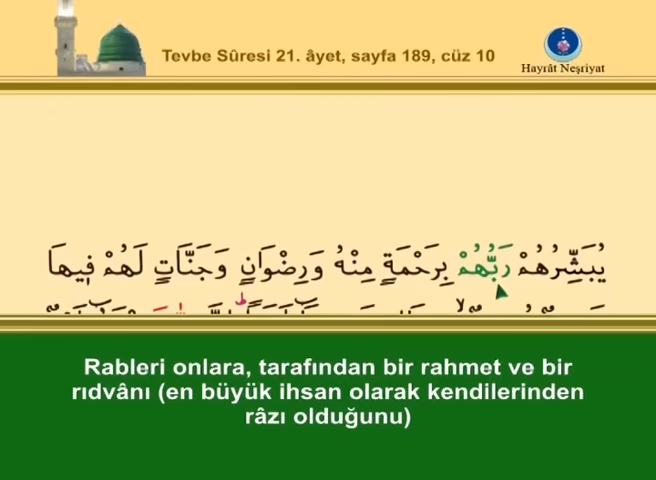 Tevbe Sûresi 21. âyet, sayfa 189, cüz 10
Hayrât Neşriyat
يُبَشِّرُهُمْ رَبُّهُمْ بِرَحْمَةٍ مِنْهُ وَرِضْوَانٍ وَجَنَّاتٍ لَهُمْ فِيهَا
Rableri onlara, tarafından bir rahmet ve bir
rıdvânı (en büyük ihsan olarak kendilerinden
râzı olduğunu)